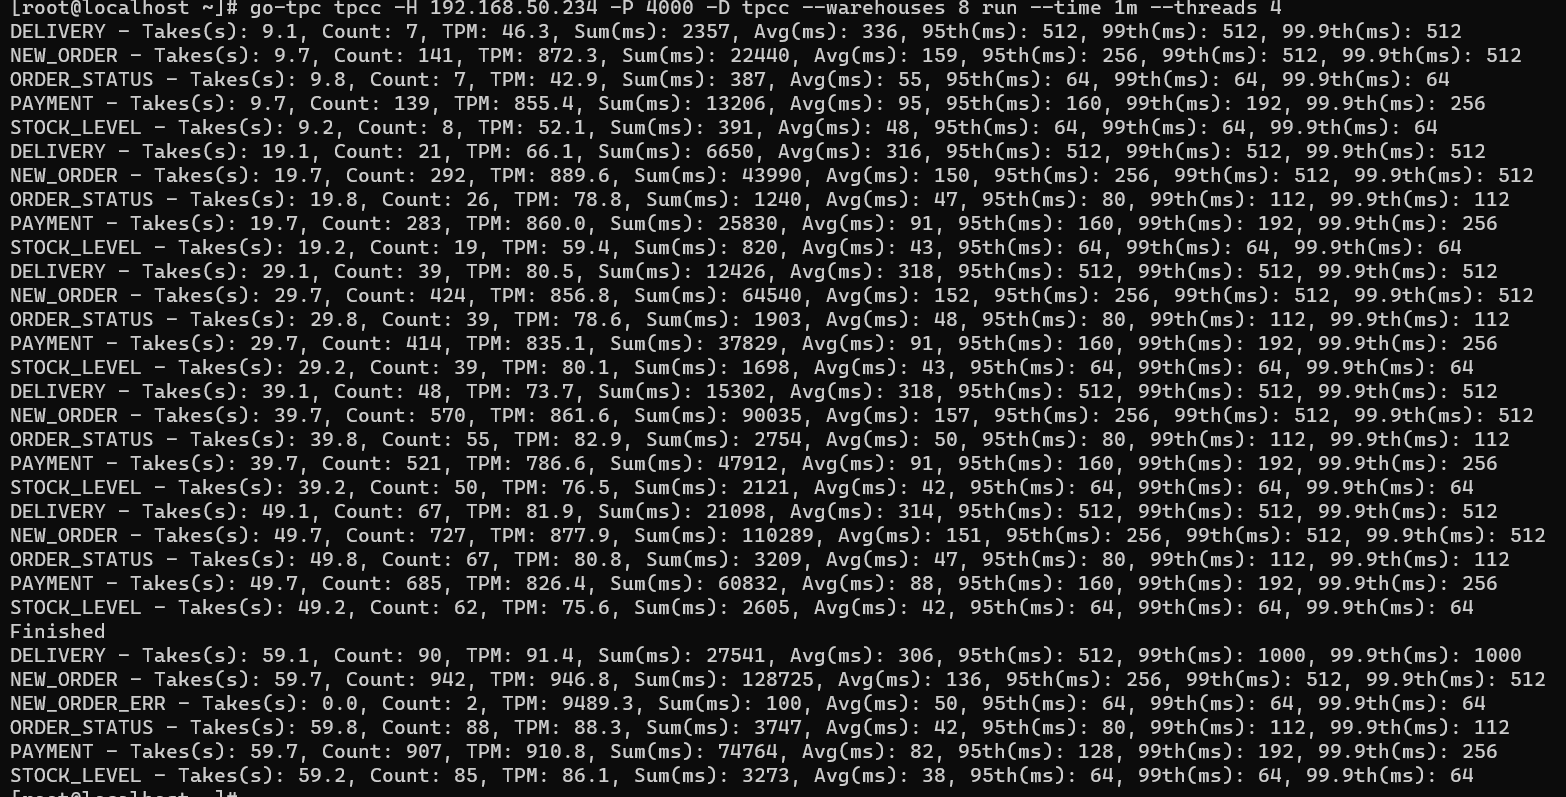 [root@localhost ~]# go-tpc tpcc -H 192.168.50.234 -P 4000 -D tpcc --warehouses 8 run --time 1m --threads 4
DELIVERY - Takes(s): 9.1, Count: 7, TPM: 46.3, Sum(ms): 2357, Avg(ms): 336, 95th(ms): 512, 99th(ms): 512, 99.9th(ms): 512
NEW_ORDER - Takes(s): 9.7, Count: 141, TPM: 872.3, Sum(ms): 22440, Avg(ms): 159, 95th(ms): 256, 99th(ms): 512, 99.9th(ms): 512
ORDER_STATUS - Takes(s): 9.8, Count: 7, TPM: 42.9, Sum(ms): 387, Avg(ms): 55, 95th(ms): 64, 99th(ms): 64, 99.9th(ms): 64
PAYMENT - Takes(s): 9.7, Count: 139, TPM: 855.4, Sum(ms): 13206, Avg(ms): 95, 95th(ms): 160, 99th(ms): 192, 99.9th(ms): 256
STOCK_LEVEL - Takes(s): 9.2, Count: 8, TPM: 52.1, Sum(ms): 391, Avg(ms): 48, 95th(ms): 64, 99th(ms): 64, 99.9th(ms): 64
DELIVERY - Takes(s): 19.1, Count: 21, TPM: 66.1, Sum(ms): 6650, Avg(ms): 316, 95th(ms): 512, 99th(ms): 512, 99.9th(ms): 512
NEW_ORDER - Takes(s): 19.7, Count: 292, TPM: 889.6, Sum(ms): 43990, Avg(ms): 150, 95th(ms): 256, 99th(ms): 512, 99.9th(ms): 512
ORDER_STATUS - Takes(s): 19.8, Count: 26, TPM: 78.8, Sum(ms): 1240, Avg(ms): 47, 95th(ms): 80, 99th(ms): 112, 99.9th(ms): 112
PAYMENT - Takes(s): 19.7, Count: 283, TPM: 860.0, Sum(ms): 25830, Avg(ms): 91, 95th(ms): 160, 99th(ms): 192, 99.9th(ms): 256
STOCK_LEVEL - Takes(s): 19.2, Count: 19, TPM: 59.4, Sum(ms): 820, Avg(ms): 43, 95th(ms): 64, 99th(ms): 64, 99.9th(ms): 64
DELIVERY - Takes(s): 29.1, Count: 39, TPM: 80.5, Sum(ms): 12426, Avg(ms): 318, 95th(ms): 512, 99th(ms): 512, 99.9th(ms): 512
NEW_ORDER - Takes(s): 29.7, Count: 424, TPM: 856.8, Sum(ms): 64540, Avg(ms): 152, 95th(ms): 256, 99th(ms): 512, 99.9th(ms): 512
ORDER_STATUS - Takes(s): 29.8, Count: 39, TPM: 78.6, Sum(ms): 1903, Avg(ms): 48, 95th(ms): 80, 99th(ms): 112, 99.9th(ms): 112
PAYMENT - Takes(s): 29.7, Count: 414, TPM: 835.1, Sum(ms): 37829, Avg(ms): 91, 95th(ms): 160, 99th(ms): 192, 99.9th(ms): 256
STOCK_LEVEL - Takes(s): 29.2, Count: 39, TPM: 80.1, Sum(ms): 1698, Avg(ms): 43, 95th(ms): 64, 99th(ms): 64, 99.9th(ms): 64
DELIVERY - Takes(s): 39.1, Count: 48, TPM: 73.7, Sum(ms): 15302, Avg(ms): 318, 95th(ms): 512, 99th(ms): 512, 99.9th(ms): 512
NEW_ORDER - Takes(s): 39.7, Count: 570, TPM: 861.6, Sum(ms): 90035, Avg(ms): 157, 95th(ms): 256, 99th(ms): 512, 99.9th(ms): 512
ORDER_STATUS - Takes(s): 39.8, Count: 55, TPM: 82.9, Sum(ms): 2754, Avg(ms): 50, 95th(ms): 80, 99th(ms): 112, 99.9th(ms): 112
PAYMENT - Takes(s): 39.7, Count: 521, TPM: 786.6, Sum(ms): 47912, Avg(ms): 91, 95th(ms): 160, 99th(ms): 192, 99.9th(ms): 256
STOCK_LEVEL - Takes(s): 39.2, Count: 50, TPM: 76.5, Sum(ms): 2121, Avg(ms): 42, 95th(ms): 64, 99th(ms): 64, 99.9th(ms): 64
DELIVERY - Takes(s): 49.1, Count: 67, TPM: 81.9, Sum(ms): 21098, Avg(ms): 314, 95th(ms): 512, 99th(ms): 512, 99.9th(ms): 512
NEW_ORDER - Takes(s): 49.7, Count: 727, TPM: 877.9, Sum(ms): 110289, Avg(ms): 151, 95th(ms): 256, 99th(ms): 512, 99.9th(ms): 512
ORDER_STATUS - Takes(s): 49.8, Count: 67, TPM: 80.8, Sum(ms): 3209, Avg(ms): 47, 95th(ms): 80, 99th(ms): 112, 99.9th(ms): 112
PAYMENT - Takes(s): 49.7, Count: 685, TPM: 826.4, Sum(ms): 60832, Avg(ms): 88, 95th(ms): 160, 99th(ms): 192, 99.9th(ms): 256
STOCK_LEVEL - Takes(s): 49.2, Count: 62, TPM: 75.6, Sum(ms): 2605, Avg(ms): 42, 95th(ms): 64, 99th(ms): 64, 99.9th(ms): 64
Finished
DELIVERY - Takes(s): 59.1, Count: 90, TPM: 91.4, Sum(ms): 27541, Avg(ms): 306, 95th(ms): 512, 99th(ms): 1000, 99.9th(ms): 1000
NEW_ORDER - Takes(s): 59.7, Count: 942, TPM: 946.8, Sum(ms): 128725, Avg(ms): 136, 95th(ms): 256, 99th(ms): 512, 99.9th(ms): 512
NEW_ORDER_ERR - Takes(s): 0.0, Count: 2, TPM: 9489.3, Sum(ms): 100, Avg(ms): 50, 95th(ms): 64, 99th(ms): 64, 99.9th(ms): 64
ORDER_STATUS - Takes(s): 59.8, Count: 88, TPM: 88.3, Sum(ms): 3747, Avg(ms): 42, 95th(ms): 80, 99th(ms): 112, 99.9th(ms): 112
PAYMENT - Takes(s): 59.7, Count: 907, TPM: 910.8, Sum(ms): 74764, Avg(ms): 82, 95th(ms): 128, 99th(ms): 192, 99.9th(ms): 256
STOCK_LEVEL - Takes(s): 59.2, Count: 85, TPM: 86.1, Sum(ms): 3273, Avg(ms): 38, 95th(ms): 64, 99th(ms): 64, 99.9th(ms): 64
[root@localhost ~]#